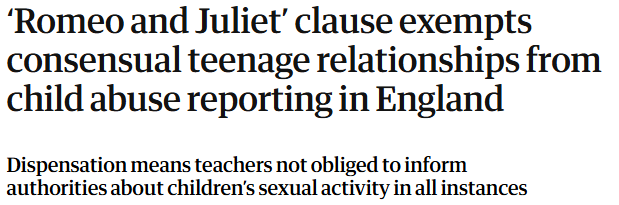 ‘Romeo and Juliet’ clause exempts
consensual teenage relationships from
child abuse reporting in England
Dispensation means teachers not obliged to inform
authorities about children’s sexual activity in all instances